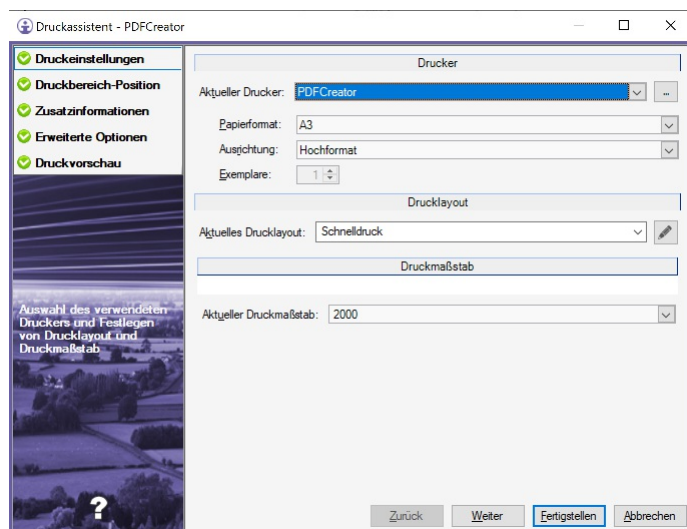 Druckassistent - PDFCreator
Druckeinstellungen
Druckbereich-Position
Zusatzinformationen
Erweiterte Optionen
Druckvorschau
Auswahl des verwendeten
Druckers und Festlegen
von Drucklayout und
Druckmaßstab
?
Drucker
Aktueller Drucker: PDFCreator ...
Papierformat: A3
Ausrichtung: Hochformat
Exemplare: 1
Drucklayout
Aktuelles Drucklayout: Schnelldruck
Druckmaßstab
Aktueller Druckmaßstab: 2000
Zurück Weiter Fertigstellen Abbrechen